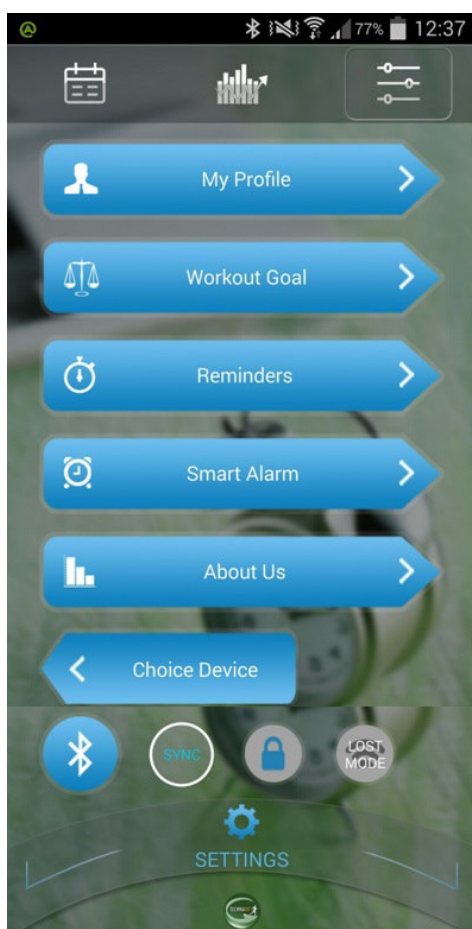 77% 12:37
My Profile
Workout Goal
Reminders
Smart Alarm
About Us
Choice Device
SYNC
LOST
MODE
SETTINGS